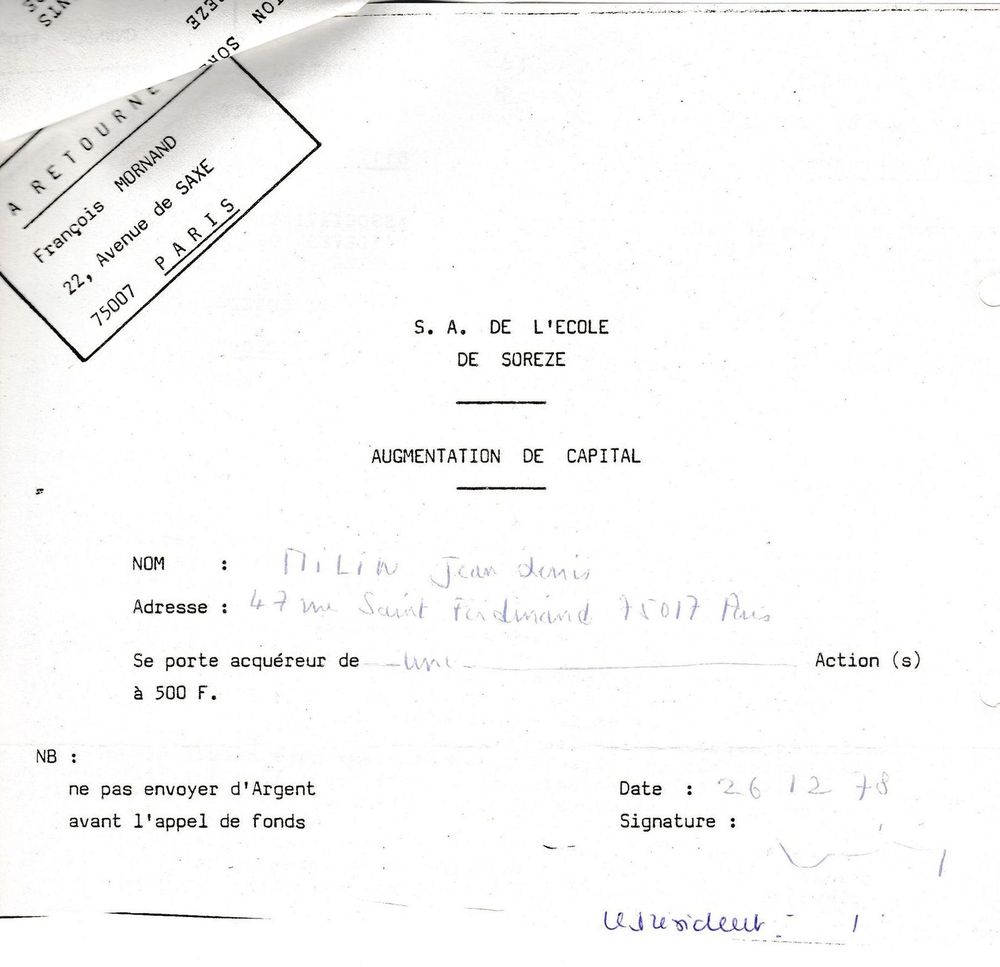 A RETOURNE
François MORNAND
22, Avenue de SAXE
75007 PARIS
S. A. DE L'ECOLE
DE SOREZE
AUGMENTATION DE CAPITAL
NOM : MILIN Jean denis
Adresse : 47 rue Saint Ferdinand 75017 Paris
Se porte acquéreur de une Action (s)
à 500 F.
NB :
ne pas envoyer d'Argent
avant l'appel de fonds
Date : 26 12 78
Signature :